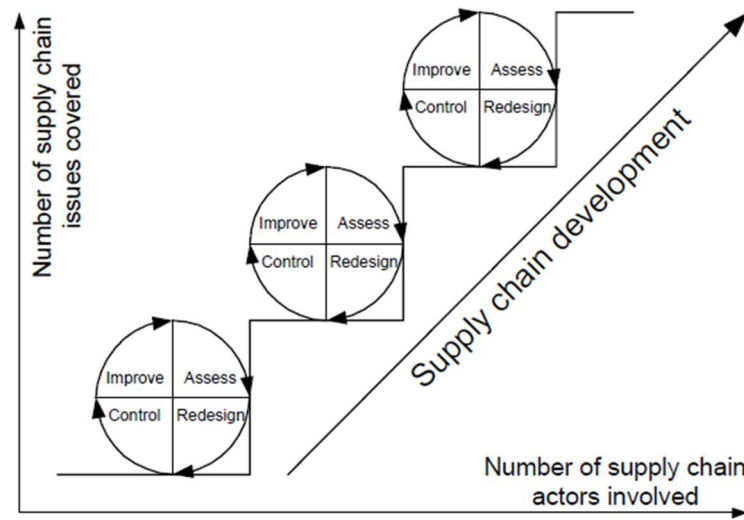 Number of supply chain
issues covered
Improve Assess
Control Redesign
Improve Assess
Control Redesign
Improve Assess
Control Redesign
Supply chain development
Number of supply chain
actors involved